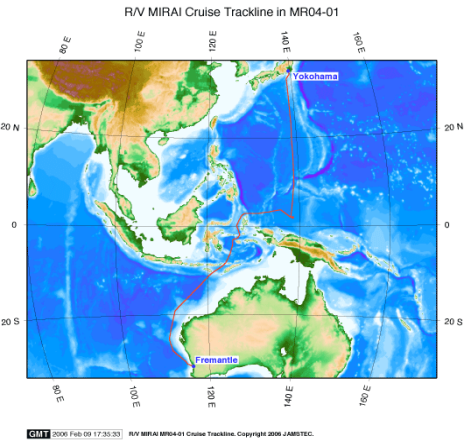 R/V MIRAI Cruise Trackline in MR04-01
80 E
100 E
120 E
140 E
160 E
Yokohama
20 N
20 N
0
0
20 S
20 S
Fremantle
80 E
100 E
120 E
140 E
160 E
GMT 2006 Feb 09 17:35:33 R/V MIRAI MR04-01 Cruise Trackline. Copyright 2006 JAMSTEC.